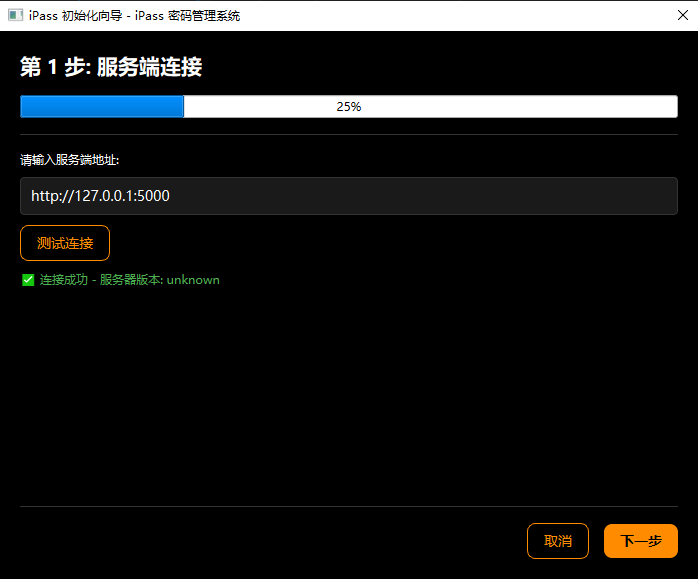 iPass 初始化向导 - iPass 密码管理系统
第 1 步: 服务端连接
25%
请输入服务端地址:
http://127.0.0.1:5000
测试连接
✅ 连接成功 - 服务器版本: unknown
取消 下一步